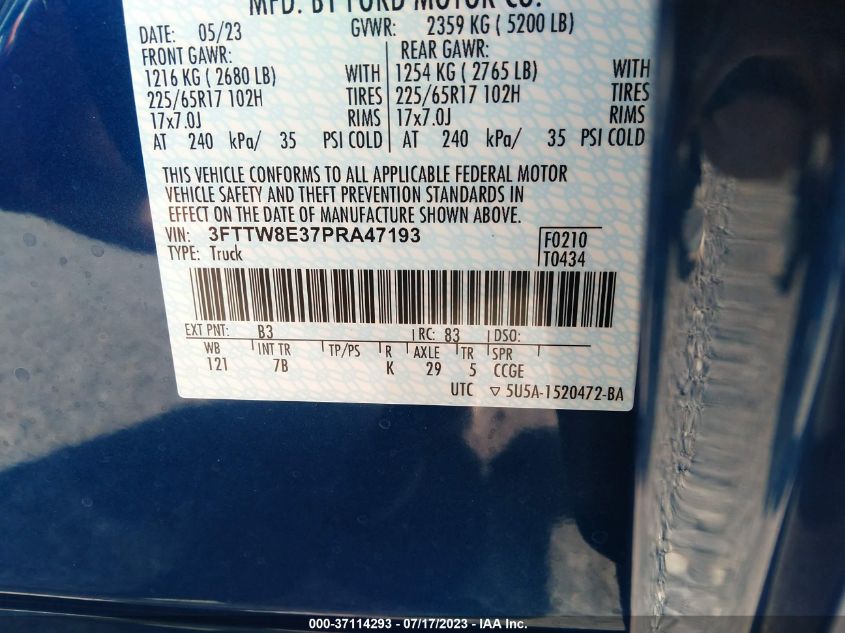 MFD. BY FORD MOTOR CO.
DATE: 05/23 GVWR: 2359 KG ( 5200 LB)
FRONT GAWR: REAR GAWR:
1216 KG ( 2680 LB) WITH 1254 KG ( 2765 LB) WITH
225/65R17 102H TIRES 225/65R17 102H TIRES
17x7.0J RIMS 17x7.0J RIMS
AT 240 kPa/ 35 PSI COLD AT 240 kPa/ 35 PSI COLD
THIS VEHICLE CONFORMS TO ALL APPLICABLE FEDERAL MOTOR
VEHICLE SAFETY AND THEFT PREVENTION STANDARDS IN
EFFECT ON THE DATE OF MANUFACTURE SHOWN ABOVE.
VIN: 3FTTW8E37PRA47193 F0210
TYPE: Truck T0434
EXT PNT: B3 RC: 83 DSO:
WB INT TR TP/PS R AXLE TR SPR
121 7B K 29 5 CCGE
UTC ▽ 5U5A-1520472-BA
000-37114293 - 07/17/2023 - IAA Inc.